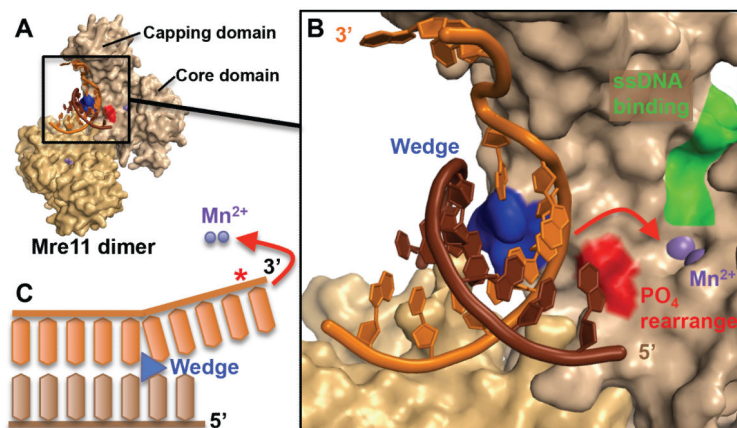 A
Capping domain
Core domain
Mre11 dimer
B
3’
ssDNA
binding
Wedge
Mn2+
PO4
rearrange
5’
C
Mn2+
*
3’
Wedge
5’